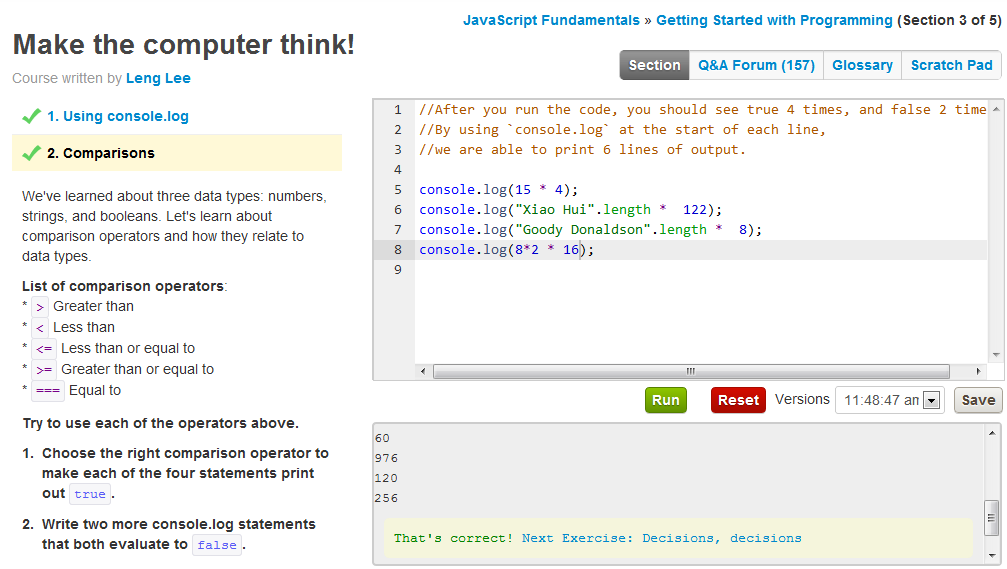 JavaScript Fundamentals » Getting Started with Programming (Section 3 of 5)
Make the computer think!
Course written by Leng Lee
Section Q&A Forum (157) Glossary Scratch Pad
1. Using console.log
2. Comparisons
We've learned about three data types: numbers,
strings, and booleans. Let's learn about
comparison operators and how they relate to
data types.
List of comparison operators:
* > Greater than
* < Less than
* <= Less than or equal to
* >= Greater than or equal to
* === Equal to
Try to use each of the operators above.
1. Choose the right comparison operator to
make each of the four statements print
out true.
2. Write two more console.log statements
that both evaluate to false.
1 //After you run the code, you should see true 4 times, and false 2 time
2 //By using `console.log` at the start of each line,
3 //we are able to print 6 lines of output.
4
5 console.log(15 * 4);
6 console.log("Xiao Hui".length *  122);
7 console.log("Goody Donaldson".length *  8);
8 console.log(8*2 * 16);
9
Run Reset Versions 11:48:47 an Save
60
976
120
256
That's correct! Next Exercise: Decisions, decisions